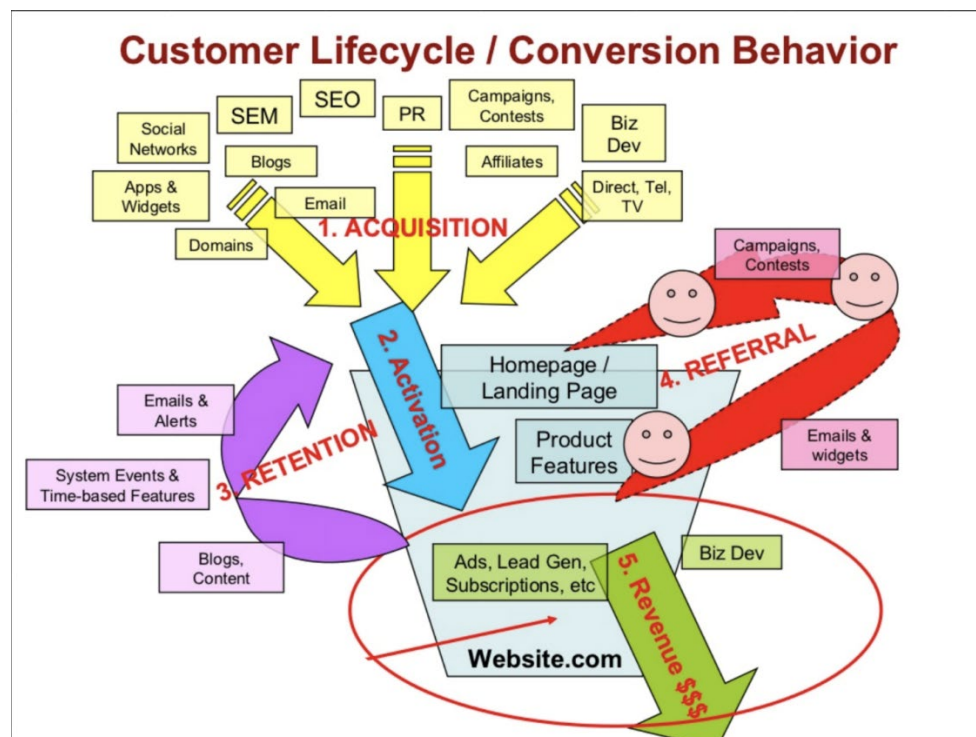 Customer Lifecycle / Conversion Behavior
SEO
SEM
PR
Campaigns,
Contests
Social
Networks
Biz
Dev
Blogs
Affiliates
Apps &
Widgets
Email
Direct, Tel,
TV
Domains
1. ACQUISITION
Campaigns,
Contests
2. Activation
Homepage /
Landing Page
4. REFERRAL
Emails &
Alerts
Product
Features
Emails &
widgets
3. RETENTION
System Events &
Time-based Features
Blogs,
Content
Ads, Lead Gen,
Subscriptions, etc
Biz Dev
5. Revenue $$$
Website.com